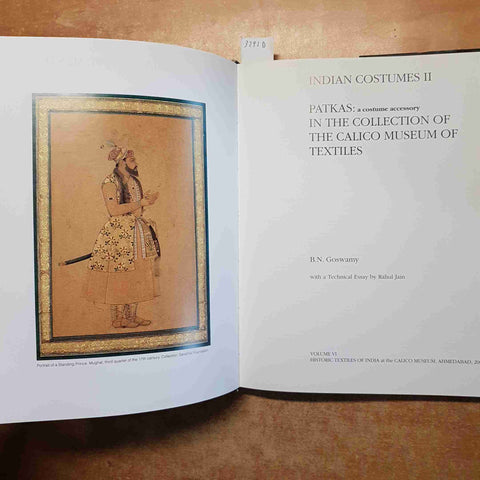 3292 D
INDIAN COSTUMES II
PATKAS: a costume accessory
IN THE COLLECTION OF
THE CALICO MUSEUM OF
TEXTILES
B.N. Goswamy
with a Technical Essay by Rahul Jain
VOLUME VI
HISTORIC TEXTILES OF INDIA at the CALICO MUSEUM, AHMEDABAD, 20
Portrait of a Standing Prince. Mughal, third quarter of the 17th century. Collection: Sarabhai Foundation